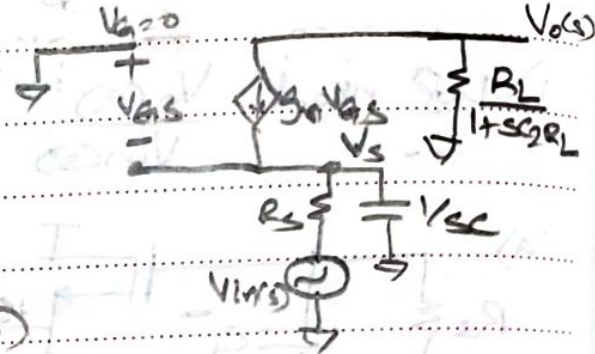 VG=0
Vo(s)
+
VGS
gmVGS
RL
1+SC2RL
-
Vs
Rs
1/SC
Vin(s)